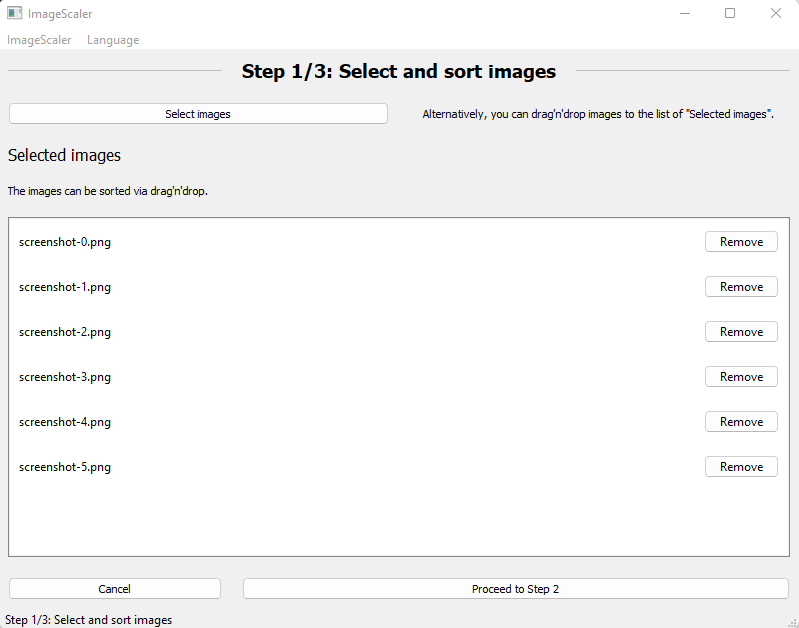 ImageScaler
ImageScaler Language
Step 1/3: Select and sort images
Select images
Alternatively, you can drag'n'drop images to the list of "Selected images".
Selected images
The images can be sorted via drag'n'drop.
screenshot-0.png Remove
screenshot-1.png Remove
screenshot-2.png Remove
screenshot-3.png Remove
screenshot-4.png Remove
screenshot-5.png Remove
Cancel
Proceed to Step 2
Step 1/3: Select and sort images